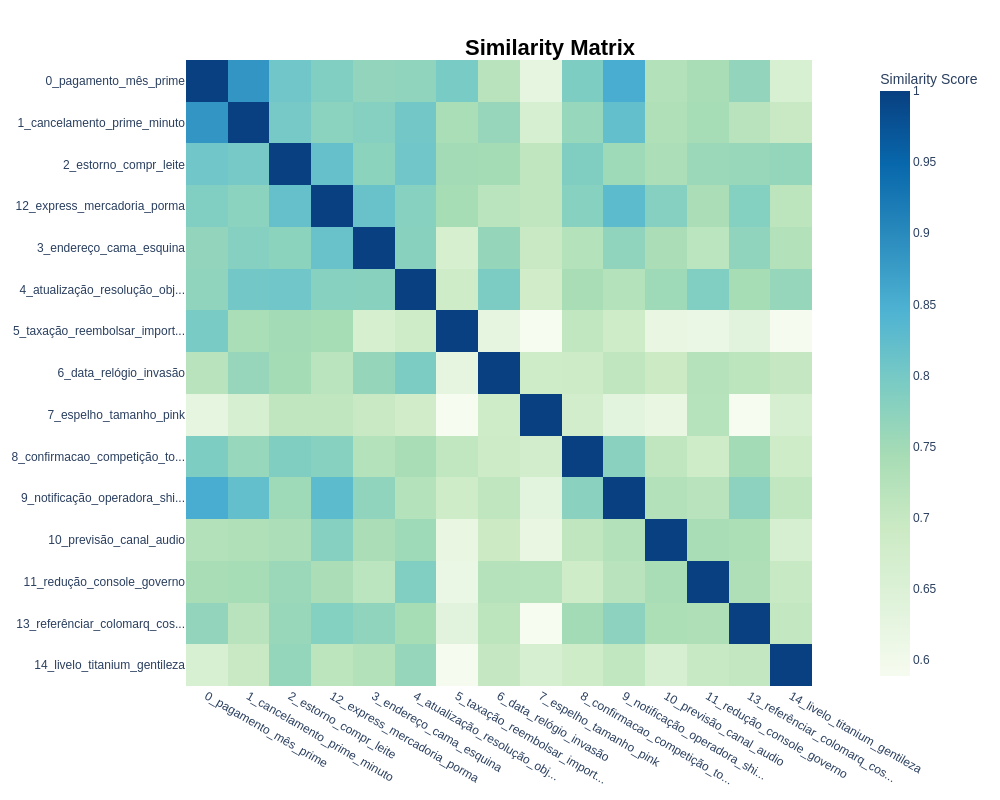 Similarity Matrix
0_pagamento_mês_prime
1_cancelamento_prime_minuto
2_estorno_compr_leite
12_express_mercadoria_porma
3_endereço_cama_esquina
4_atualização_resolução_obj...
5_taxação_reembolsar_import...
6_data_relógio_invasão
7_espelho_tamanho_pink
8_confirmacao_competição_to...
9_notificação_operadora_shi...
10_previsão_canal_audio
11_redução_console_governo
13_referênciar_colomarq_cos...
14_livelo_titanium_gentileza
0_pagamento_mês_prime
1_cancelamento_prime_minuto
2_estorno_compr_leite
12_express_mercadoria_porma
3_endereço_cama_esquina
4_atualização_resolução_obj...
5_taxação_reembolsar_import...
6_data_relógio_invasão
7_espelho_tamanho_pink
8_confirmacao_competição_to...
9_notificação_operadora_shi...
10_previsão_canal_audio
11_redução_console_governo
13_referênciar_colomarq_cos...
14_livelo_titanium_gentileza
Similarity Score
1
0.95
0.9
0.85
0.8
0.75
0.7
0.65
0.6